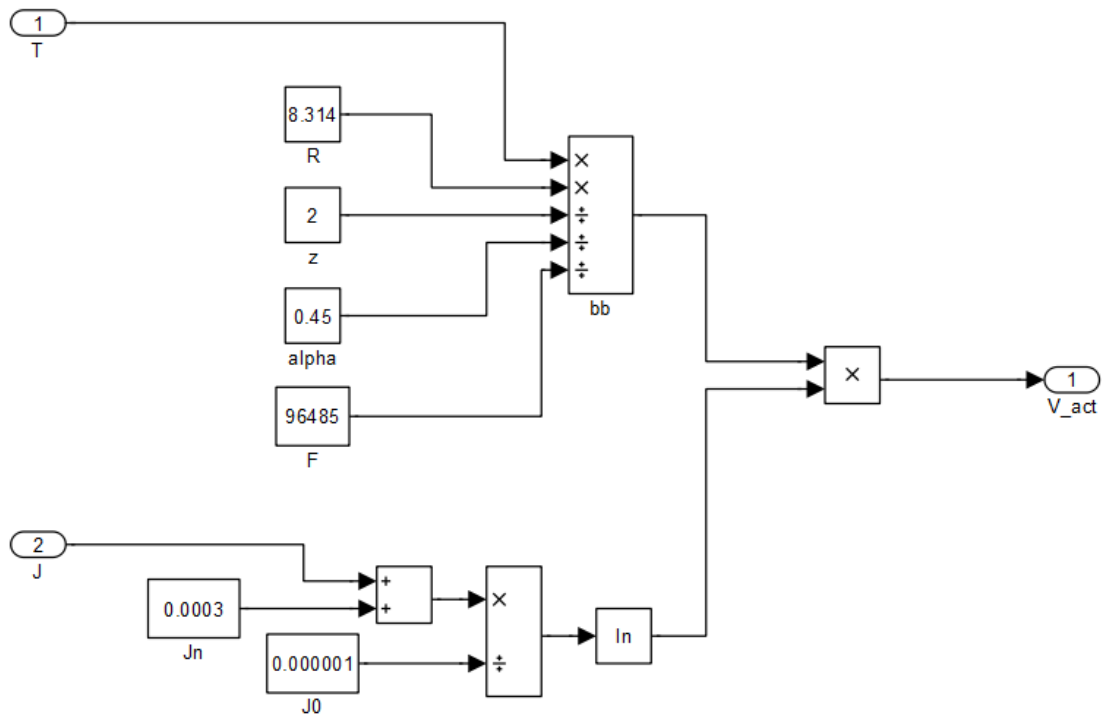 1
T
8.314
R
2
z
0.45
alpha
96485
F
×
×
÷
÷
÷
bb
×
1
V_act
2
J
0.0003
Jn
+
+
0.000001
J0
×
÷
ln